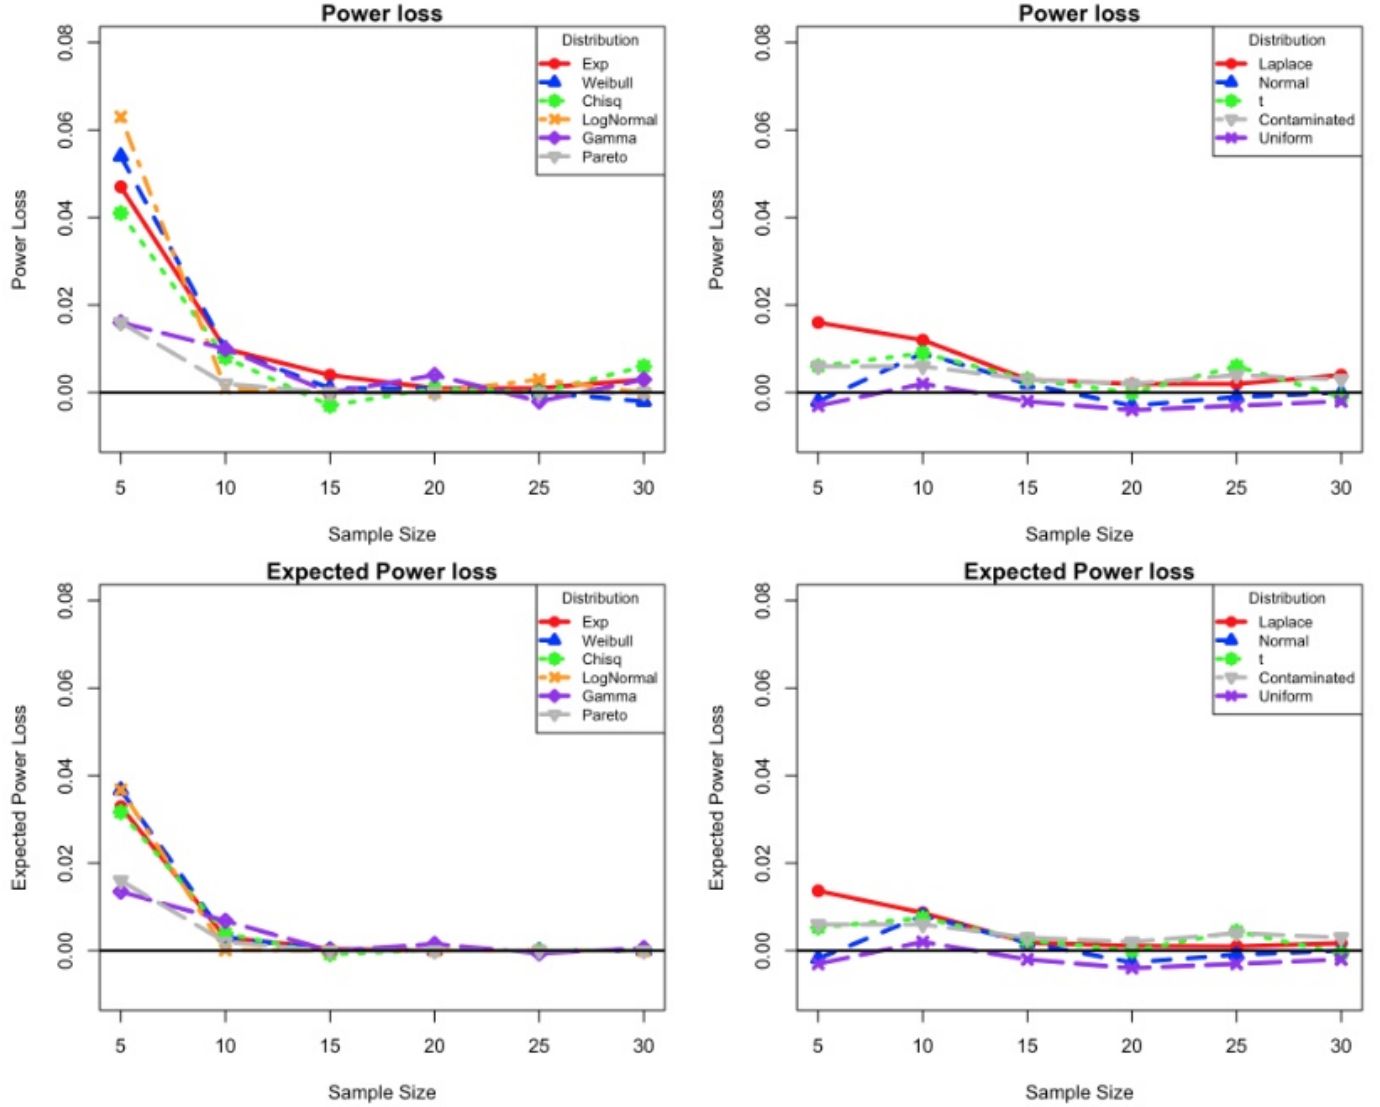 Power loss
Power Loss
0.08
0.06
0.04
0.02
0.00
Distribution
Exp
Weibull
Chisq
LogNormal
Gamma
Pareto
5 10 15 20 25 30
Sample Size
Power loss
Power Loss
0.08
0.06
0.04
0.02
0.00
Distribution
Laplace
Normal
t
Contaminated
Uniform
5 10 15 20 25 30
Sample Size
Expected Power loss
Expected Power Loss
0.08
0.06
0.04
0.02
0.00
Distribution
Exp
Weibull
Chisq
LogNormal
Gamma
Pareto
5 10 15 20 25 30
Sample Size
Expected Power loss
Expected Power Loss
0.08
0.06
0.04
0.02
0.00
Distribution
Laplace
Normal
t
Contaminated
Uniform
5 10 15 20 25 30
Sample Size